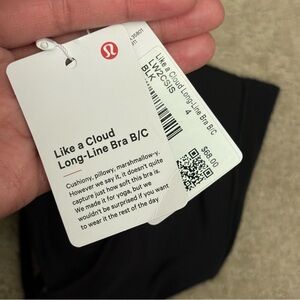 Like a Cloud
Long-Line Bra B/C
Cushiony, pillowy, marshmallow-y.
However we say it, it doesn't quite
capture just how soft this bra is.
We made it for yoga, but we
wouldn't be surprised if you want
to wear it the rest of the day
Like a Cloud Long-Line Bra B/C
LW2CSIS
BLK
4
$68.00